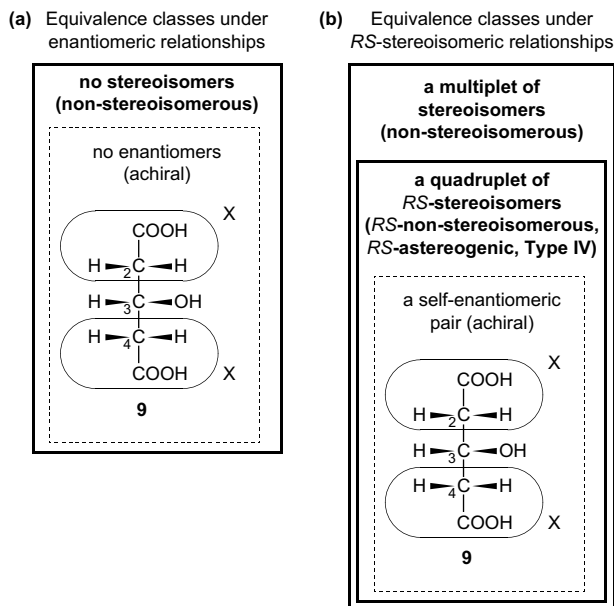 (a) Equivalence classes under
enantiomeric relationships
no stereoisomers
(non-stereoisomerous)
no enantiomers
(achiral)
X
COOH
H 2 C H
H 3 C OH
H 4 C H
COOH X
9
(b) Equivalence classes under
RS-stereoisomeric relationships
a multiplet of
stereoisomers
(non-stereoisomerous)
a quadruplet of
RS-stereoisomers
(RS-non-stereoisomerous,
RS-astereogenic, Type IV)
a self-enantiomeric
pair (achiral)
X
COOH
H 2 C H
H 3 C OH
H 4 C H
COOH X
9